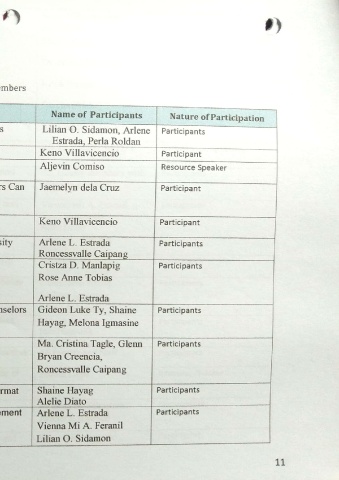 mbers
Name of Participants Nature of Participation
s Lilian O. Sidamon, Arlene Participants
Estrada, Perla Roldan
Keno Villavicencio Participant
Aljevin Comiso Resource Speaker
rs Can Jaemelyn dela Cruz Participant
Keno Villavicencio Participant
sity Arlene L. Estrada Participants
Roncessvalle Caipang
Cristza D. Manlapig Participants
Rose Anne Tobias
Arlene L. Estrada
nselors Gideon Luke Ty, Shaine Participants
Hayag, Melona Igmasine
Ma. Cristina Tagle, Glenn Participants
Bryan Creencia,
Roncessvalle Caipang
rmat Shaine Hayag Participants
Alelie Diato
ement Arlene L. Estrada Participants
Vienna Mi A. Feranil
Lilian O. Sidamon
11